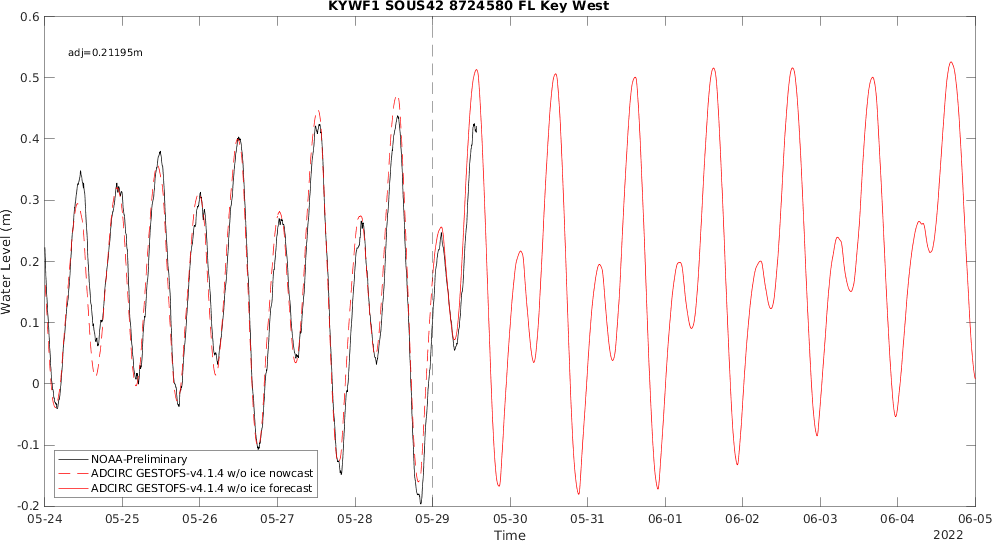 KYWF1 SOUS42 8724580 FL Key West
adj=0.21195m
Water Level (m)
0.6
0.5
0.4
0.3
0.2
0.1
0
-0.1
-0.2
NOAA-Preliminary
ADCIRC GESTOFS-v4.1.4 w/o ice nowcast
ADCIRC GESTOFS-v4.1.4 w/o ice forecast
05-24 05-25 05-26 05-27 05-28 05-29 05-30 05-31 06-01 06-02 06-03 06-04 06-05
Time
2022